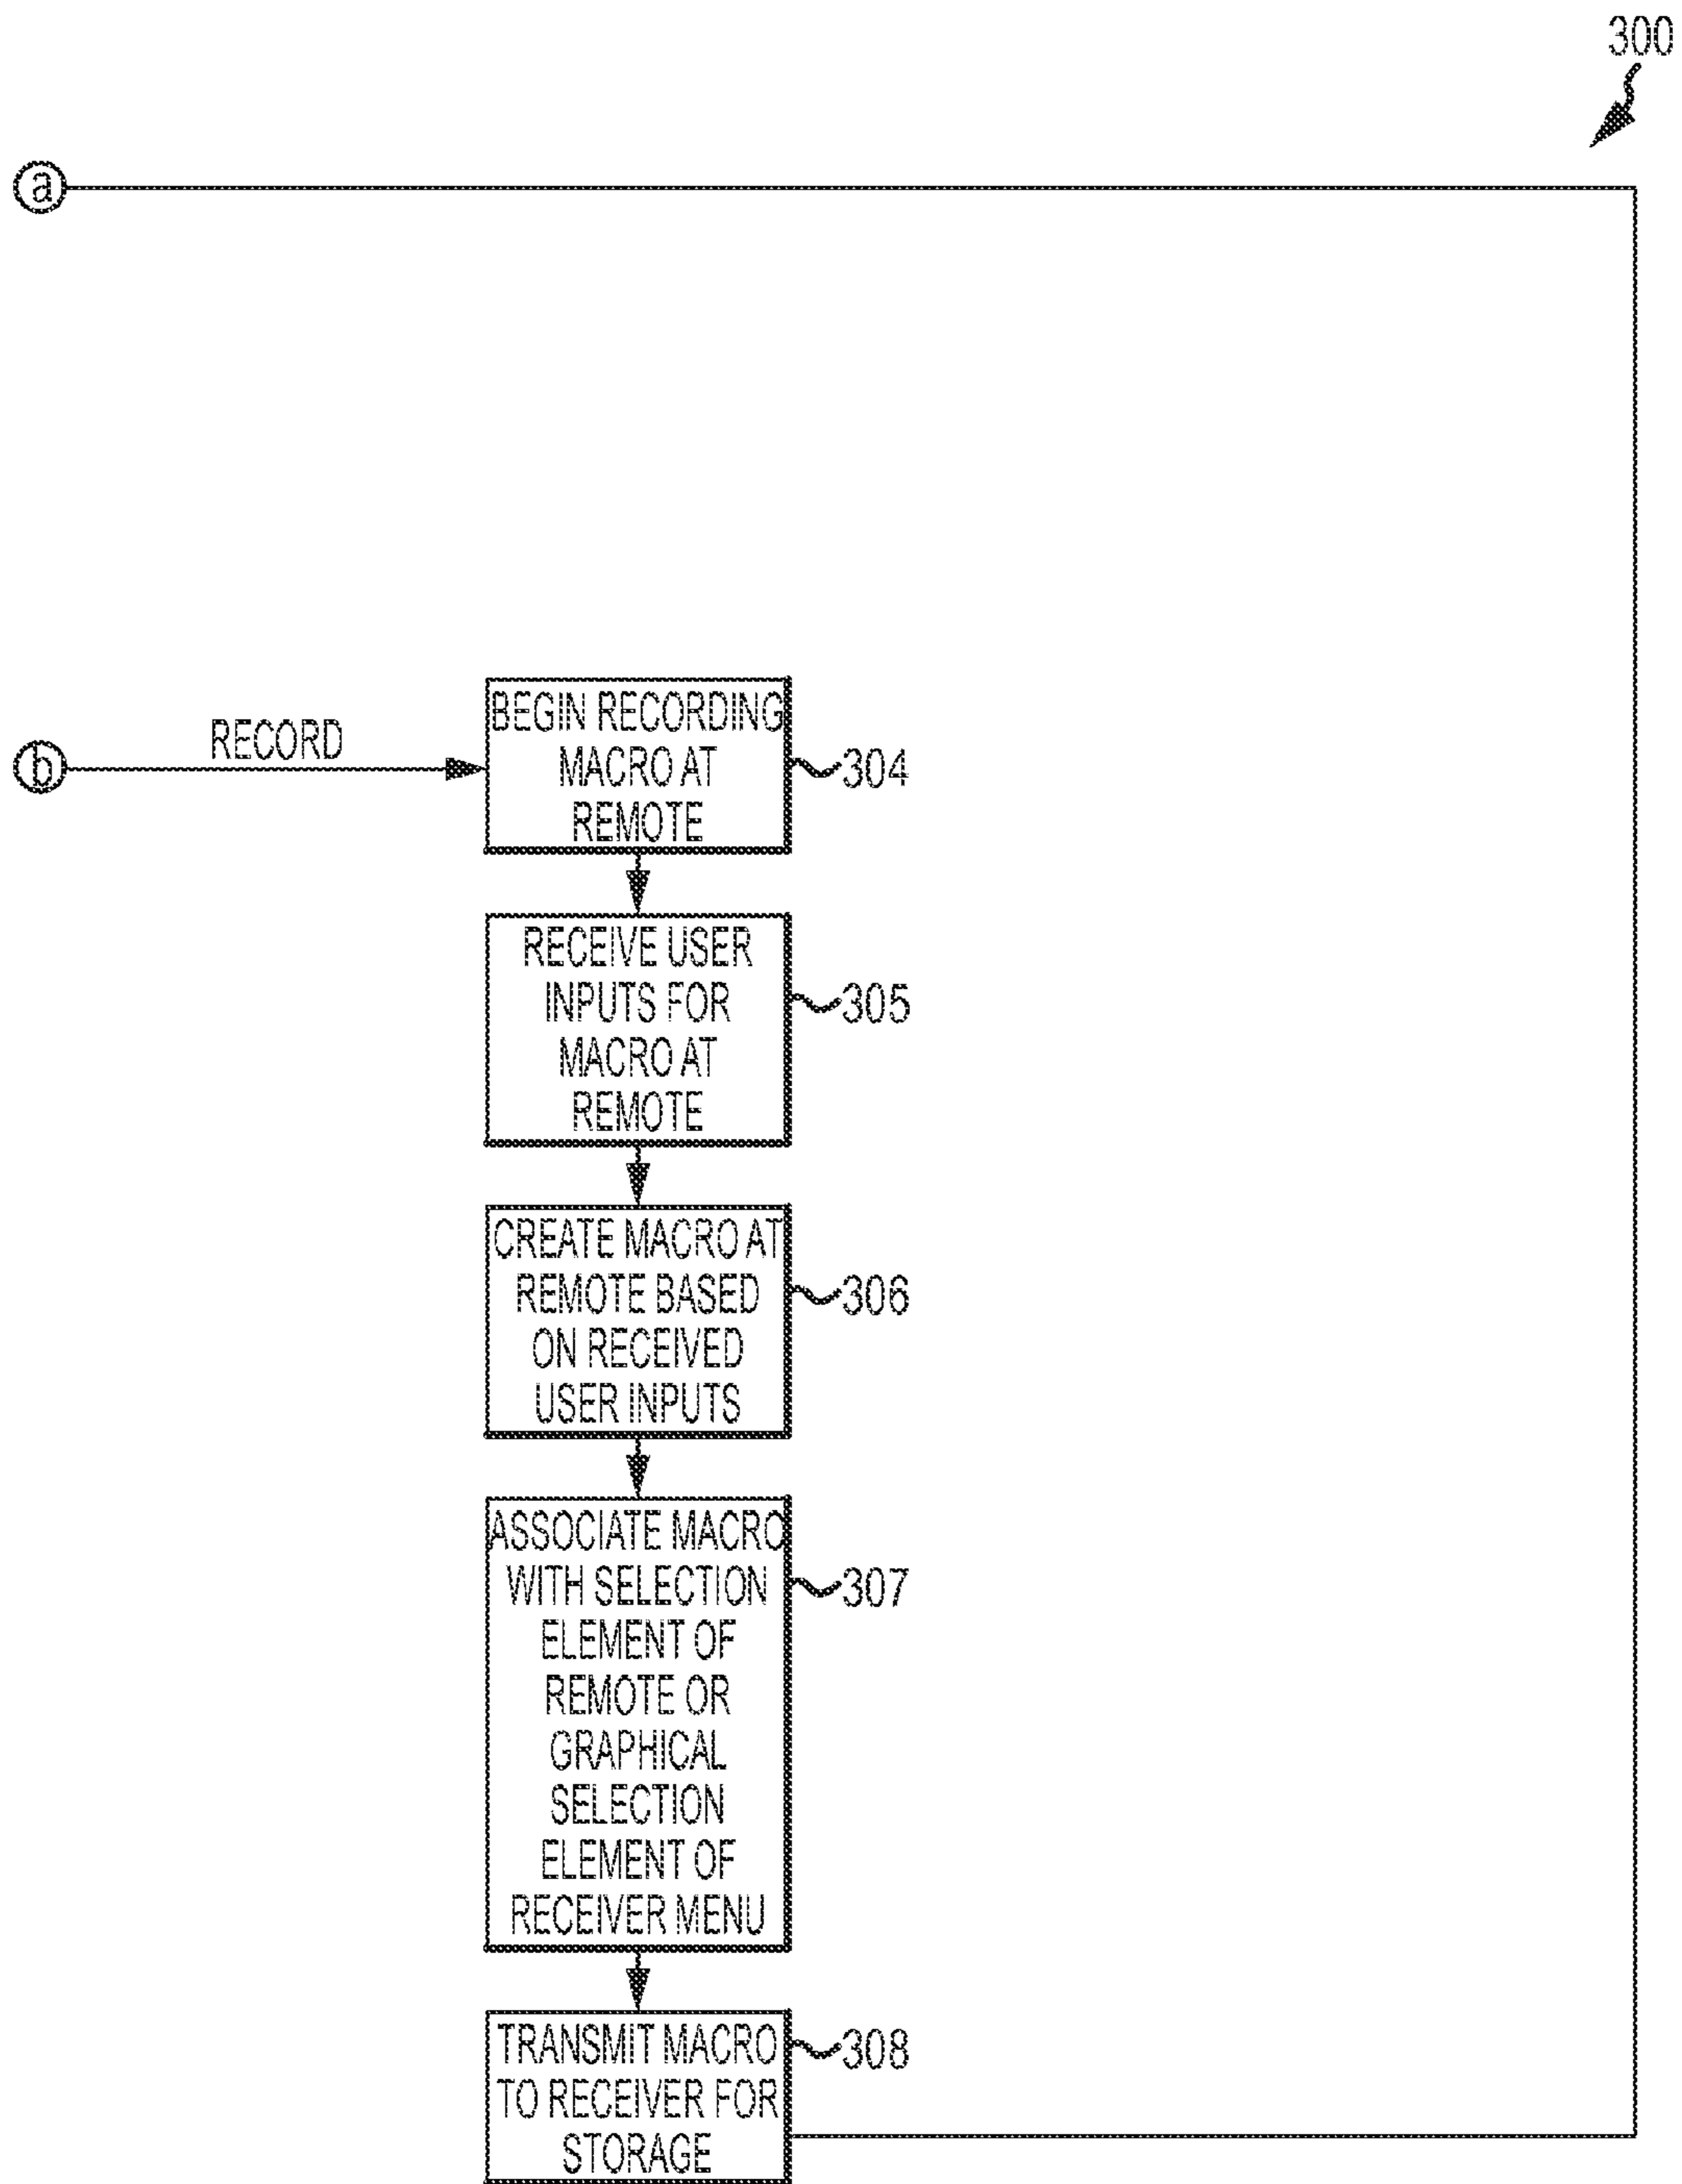 300
a
b
RECORD
BEGIN RECORDING
MACRO AT
REMOTE
304
RECEIVE USER
INPUTS FOR
MACRO AT
REMOTE
305
CREATE MACRO AT
REMOTE BASED
ON RECEIVED
USER INPUTS
306
ASSOCIATE MACRO
WITH SELECTION
ELEMENT OF
REMOTE OR
GRAPHICAL
SELECTION
ELEMENT OF
RECEIVER MENU
307
TRANSMIT MACRO
TO RECEIVER FOR
STORAGE
308